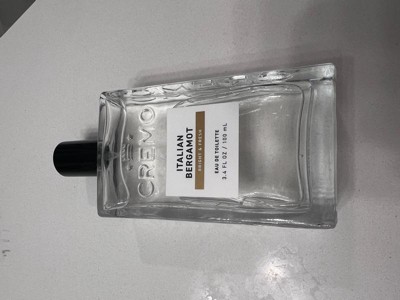 CREMO
ITALIAN
BERGAMOT
BRIGHT & FRESH
EAU DE TOILETTE
3.4 FL OZ / 100 mL